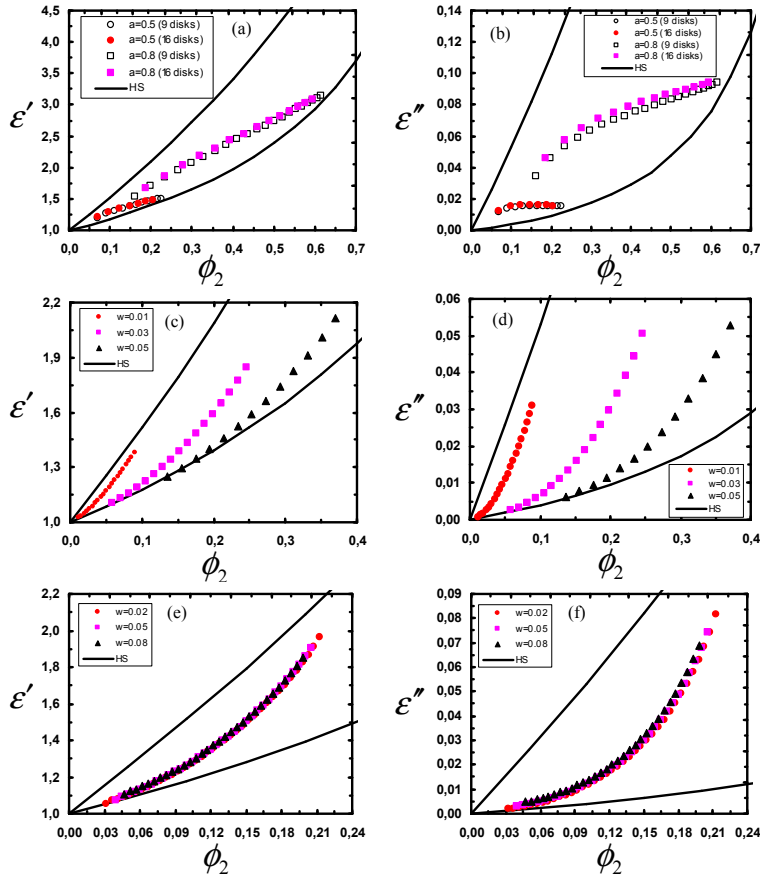 4,5
4,0
3,5
3,0
2,5
2,0
1,5
1,0
ε′
a=0.5 (9 disks)
a=0.5 (16 disks)
a=0.8 (9 disks)
a=0.8 (16 disks)
HS
(a)
0,0 0,1 0,2 0,3 0,4 0,5 0,6 0,7
ϕ2
0,14
0,12
0,10
0,08
0,06
0,04
0,02
0,00
ε″
(b)
a=0.5 (9 disks)
a=0.5 (16 disks)
a=0.8 (9 disks)
a=0.8 (16 disks)
HS
0,0 0,1 0,2 0,3 0,4 0,5 0,6 0,7
ϕ2
2,2
1,9
1,6
1,3
1,0
ε′
w=0.01
w=0.03
w=0.05
HS
(c)
0,0 0,1 0,2 0,3 0,4
ϕ2
0,06
0,05
0,04
0,03
0,02
0,01
0,00
ε″
(d)
w=0.01
w=0.03
w=0.05
HS
0,0 0,1 0,2 0,3 0,4
ϕ2
2,2
2,0
1,8
1,6
1,4
1,2
1,0
ε′
w=0.02
w=0.05
w=0.08
HS
(e)
0,00 0,03 0,06 0,09 0,12 0,15 0,18 0,21 0,24
ϕ2
0,09
0,08
0,07
0,06
0,05
0,04
0,03
0,02
0,01
0,00
ε″
w=0.02
w=0.05
w=0.08
HS
(f)
0,00 0,03 0,06 0,09 0,12 0,15 0,18 0,21 0,24
ϕ2